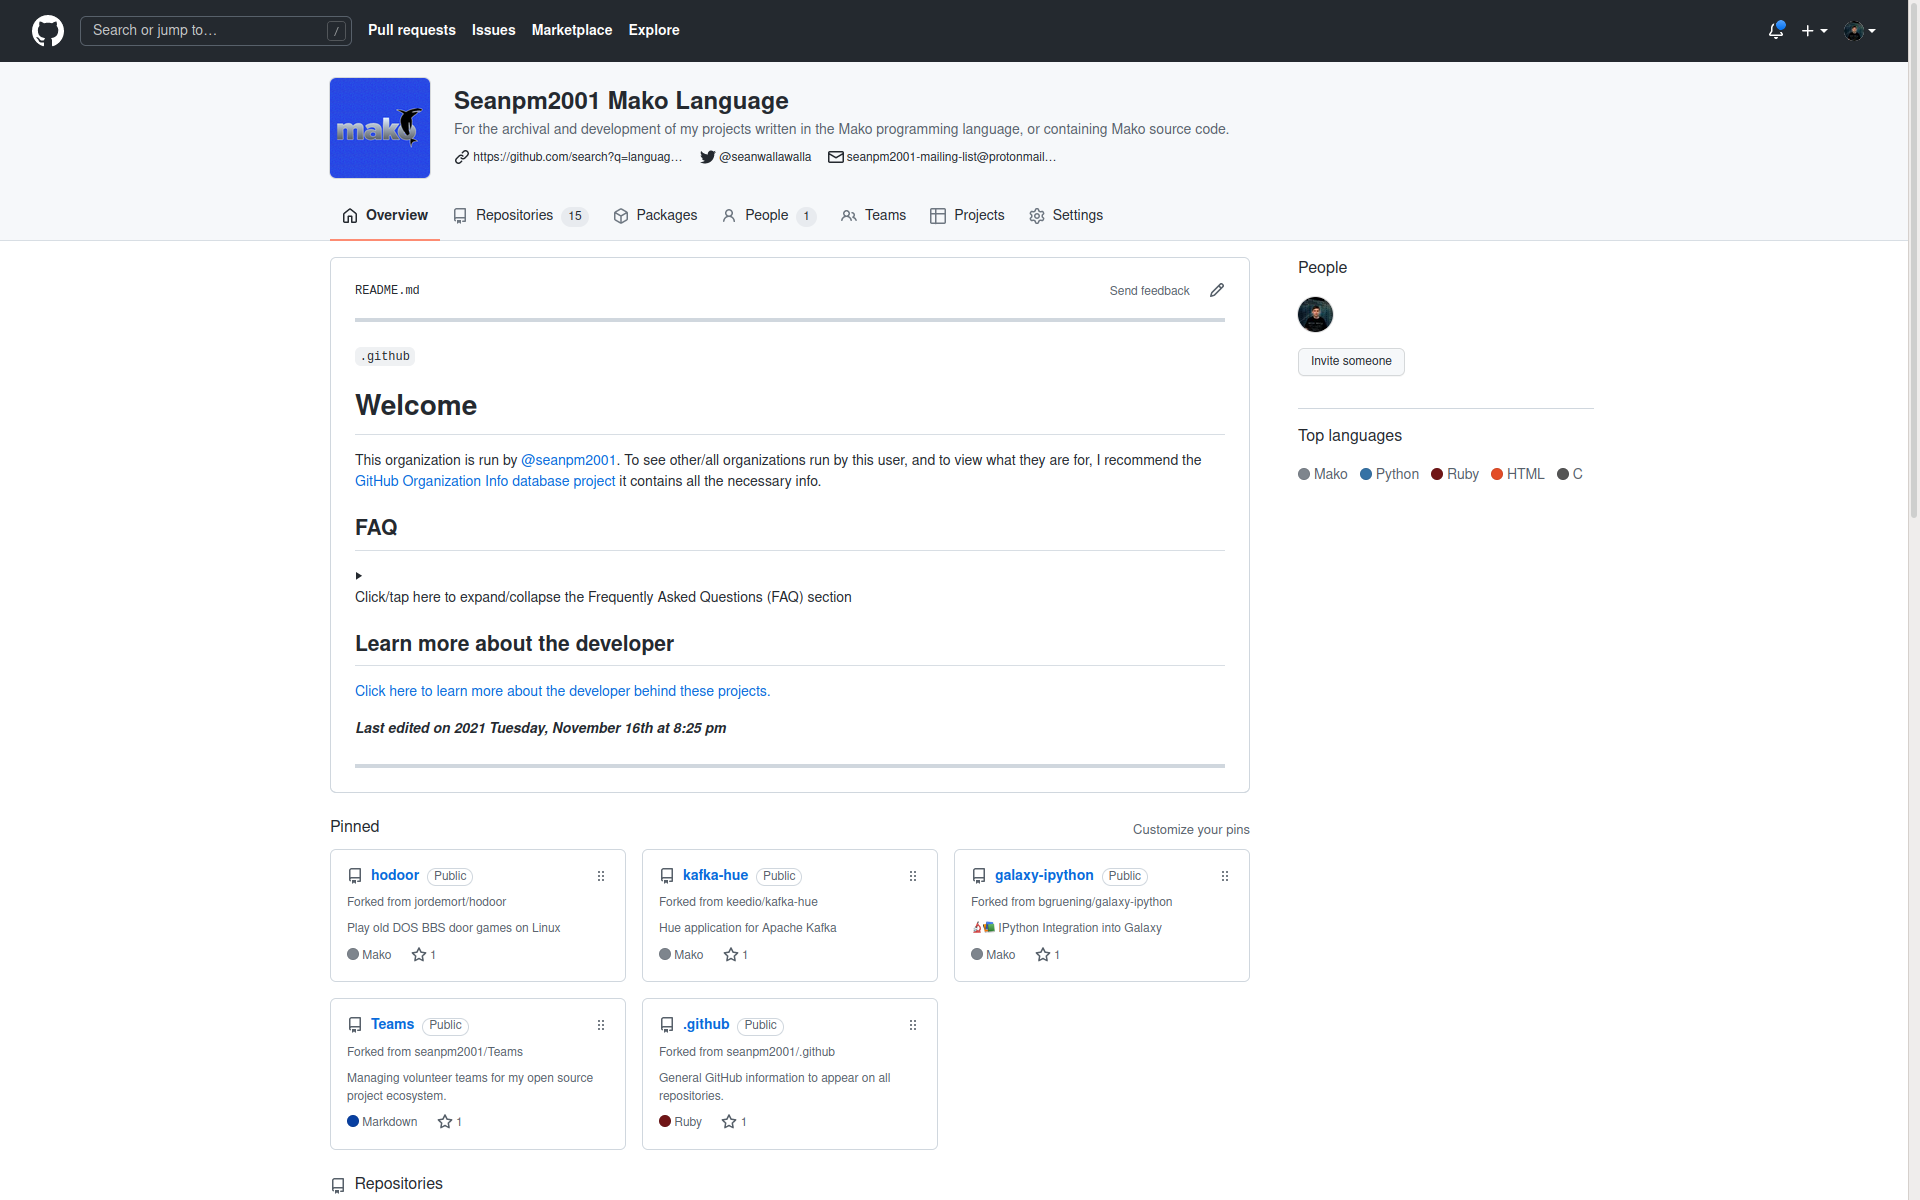 Search or jump to…
/
Pull requests
Issues
Marketplace
Explore
mako
Seanpm2001 Mako Language
For the archival and development of my projects written in the Mako programming language, or containing Mako source code.
https://github.com/search?q=languag…
@seanwallawalla
seanpm2001-mailing-list@protonmail…
Overview
Repositories 15
Packages
People 1
Teams
Projects
Settings
README.md
Send feedback
.github
Welcome
This organization is run by @seanpm2001. To see other/all organizations run by this user, and to view what they are for, I recommend the
GitHub Organization Info database project it contains all the necessary info.
FAQ
Click/tap here to expand/collapse the Frequently Asked Questions (FAQ) section
Learn more about the developer
Click here to learn more about the developer behind these projects.
Last edited on 2021 Tuesday, November 16th at 8:25 pm
People
Invite someone
Top languages
Mako Python Ruby HTML C
Pinned
Customize your pins
hodoor Public
Forked from jordemort/hodoor
Play old DOS BBS door games on Linux
Mako 1
kafka-hue Public
Forked from keedio/kafka-hue
Hue application for Apache Kafka
Mako 1
galaxy-ipython Public
Forked from bgruening/galaxy-ipython
🔬📚 IPython Integration into Galaxy
Mako 1
Teams Public
Forked from seanpm2001/Teams
Managing volunteer teams for my open source
project ecosystem.
Markdown 1
.github Public
Forked from seanpm2001/.github
General GitHub information to appear on all
repositories.
Ruby 1
Repositories